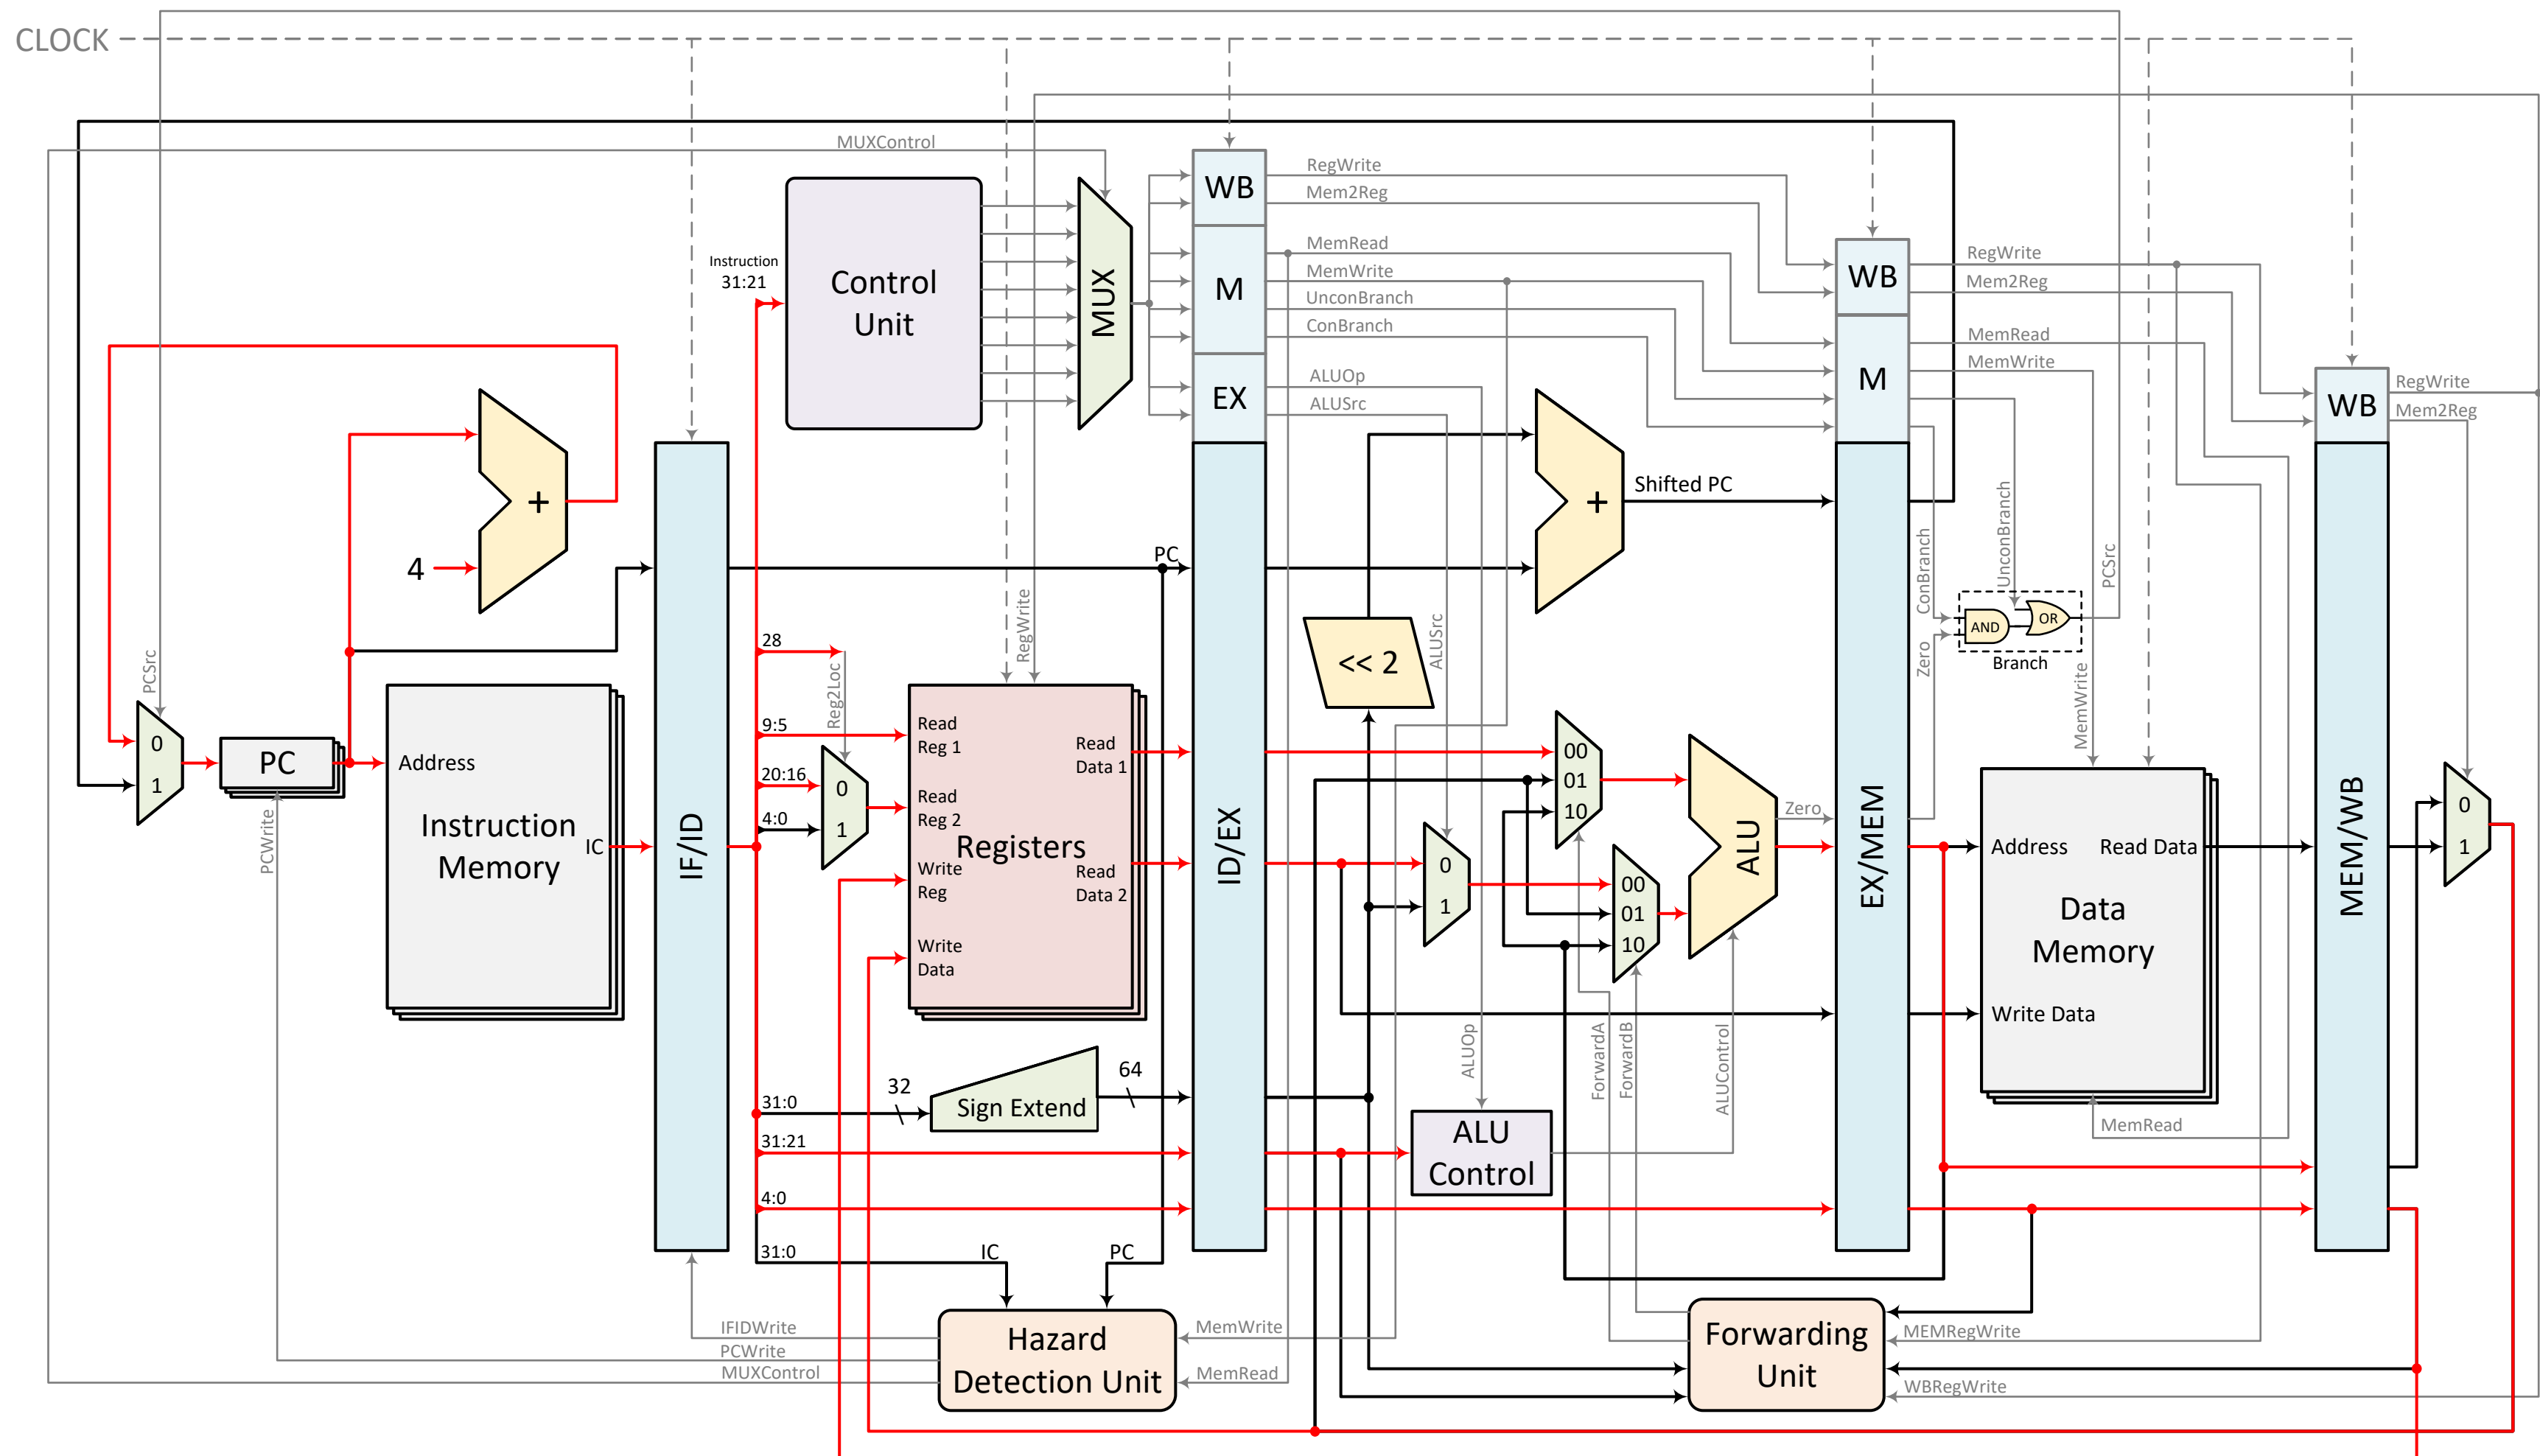 CLOCK
MUXControl
RegWrite
Mem2Reg
WB
MemRead
MemWrite
UnconBranch
ConBranch
M
ALUOp
ALUSrc
EX
Instruction
31:21
Control
Unit
MUX
WB
M
RegWrite
Mem2Reg
MemRead
MemWrite
WB
RegWrite
Mem2Reg
+
4
+
Shifted PC
PC
28
Reg2Loc
RegWrite
<< 2
ALUSrc
ConBranch
UnconBranch
PCSrc
AND
OR
Branch
Zero
MemWrite
PCSrc
0
1
PC
PCWrite
Address
Instruction
Memory
IC
IF/ID
9:5
20:16
4:0
0
1
Read
Reg 1
Read
Data 1
Read
Reg 2
Registers
Write
Reg
Read
Data 2
Write
Data
ID/EX
00
01
10
0
1
00
01
10
ALU
Zero
EX/MEM
Address
Read Data
Data
Memory
Write Data
MemRead
MEM/WB
0
1
31:0
32
Sign Extend
64
31:21
4:0
31:0
IC
PC
ALUOp
ALU
Control
ForwardA
ForwardB
ALUControl
IFIDWrite
PCWrite
MUXControl
Hazard
Detection Unit
MemWrite
MemRead
Forwarding
Unit
MEMRegWrite
WBRegWrite